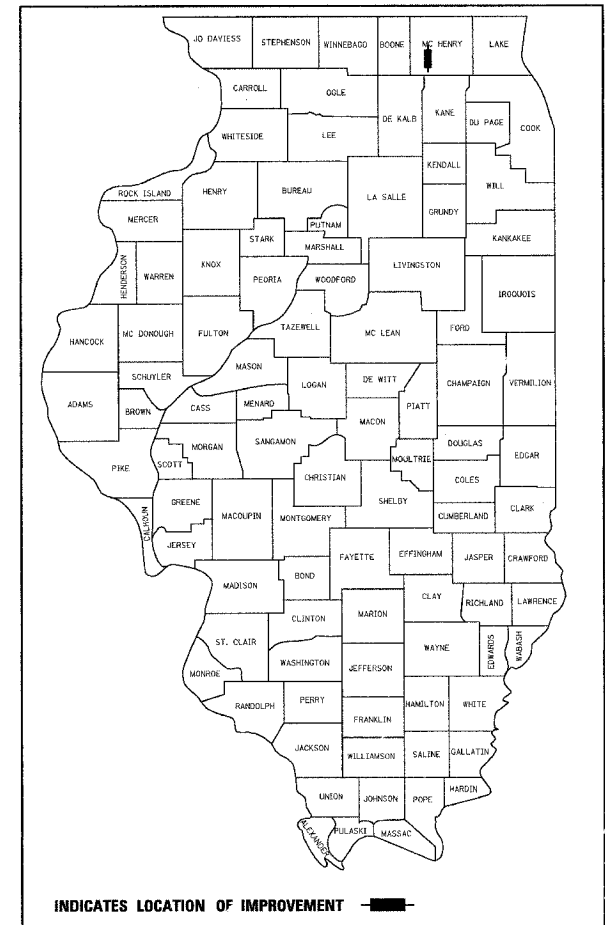 JO DAVIESS STEPHENSON WINNEBAGO BOONE MC HENRY LAKE
CARROLL OGLE
DE KALB KANE DU PAGE COOK
WHITESIDE LEE
KENDALL
WILL
ROCK ISLAND HENRY BUREAU LA SALLE
GRUNDY
MERCER PUTNAM
STARK MARSHALL KANKAKEE
HENDERSON WARREN KNOX PEORIA WOODFORD LIVINGSTON
IROQUOIS
HANCOCK MC DONOUGH FULTON TAZEWELL MC LEAN FORD
MASON
SCHUYLER LOGAN DE WITT CHAMPAIGN VERMILION
ADAMS BROWN CASS MENARD PIATT
MACON
MORGAN SANGAMON DOUGLAS
PIKE SCOTT MOULTRIE EDGAR
CHRISTIAN COLES
GREENE SHELBY
CALHOUN MACOUPIN MONTGOMERY CUMBERLAND CLARK
JERSEY
FAYETTE EFFINGHAM JASPER CRAWFORD
MADISON BOND
CLAY RICHLAND LAWRENCE
CLINTON MARION
ST. CLAIR WAYNE EDWARDS WABASH
WASHINGTON JEFFERSON
MONROE
RANDOLPH PERRY HAMILTON WHITE
FRANKLIN
JACKSON WILLIAMSON SALINE GALLATIN
UNION JOHNSON POPE HARDIN
ALEXANDER PULASKI MASSAC
INDICATES LOCATION OF IMPROVEMENT